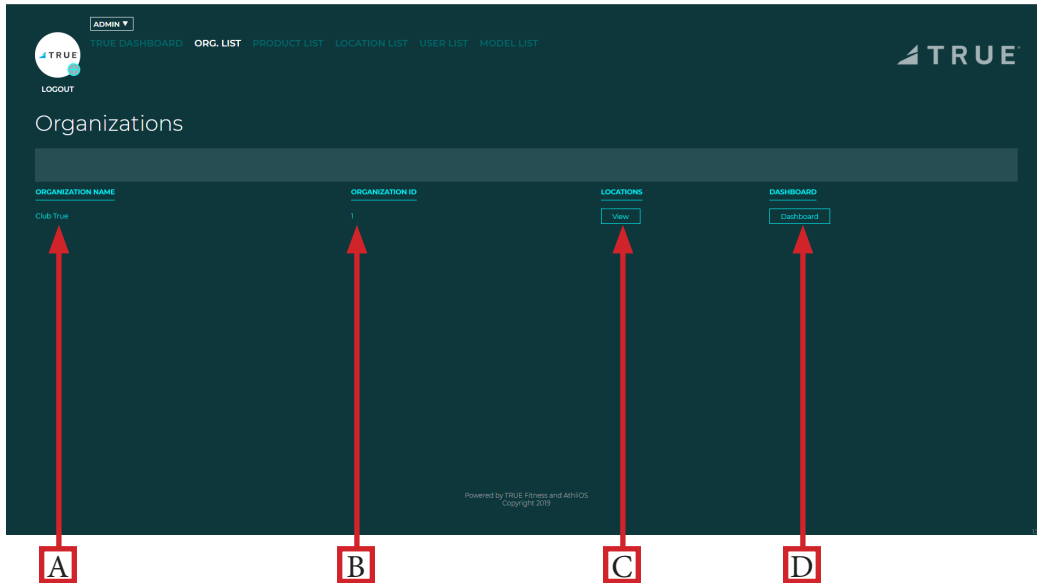 ADMIN ▼
TRUE DASHBOARD ORG. LIST PRODUCT LIST LOCATION LIST USER LIST MODEL LIST
TRUE
TRUE
LOGOUT
Organizations
ORGANIZATION NAME ORGANIZATION ID LOCATIONS DASHBOARD
Club True 1 View Dashboard
Powered by TRUE Fitness and AthliOS
Copyright 2019
A B C D